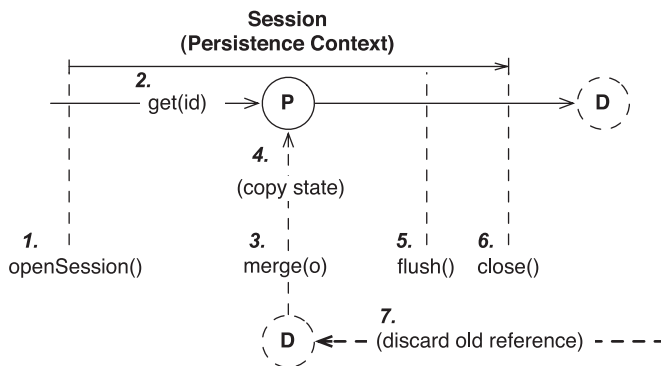 Session
(Persistence Context)
2.
get(id)
P
D
4.
(copy state)
1.
openSession()
3.
merge(o)
5.
flush()
6.
close()
7.
(discard old reference)
D